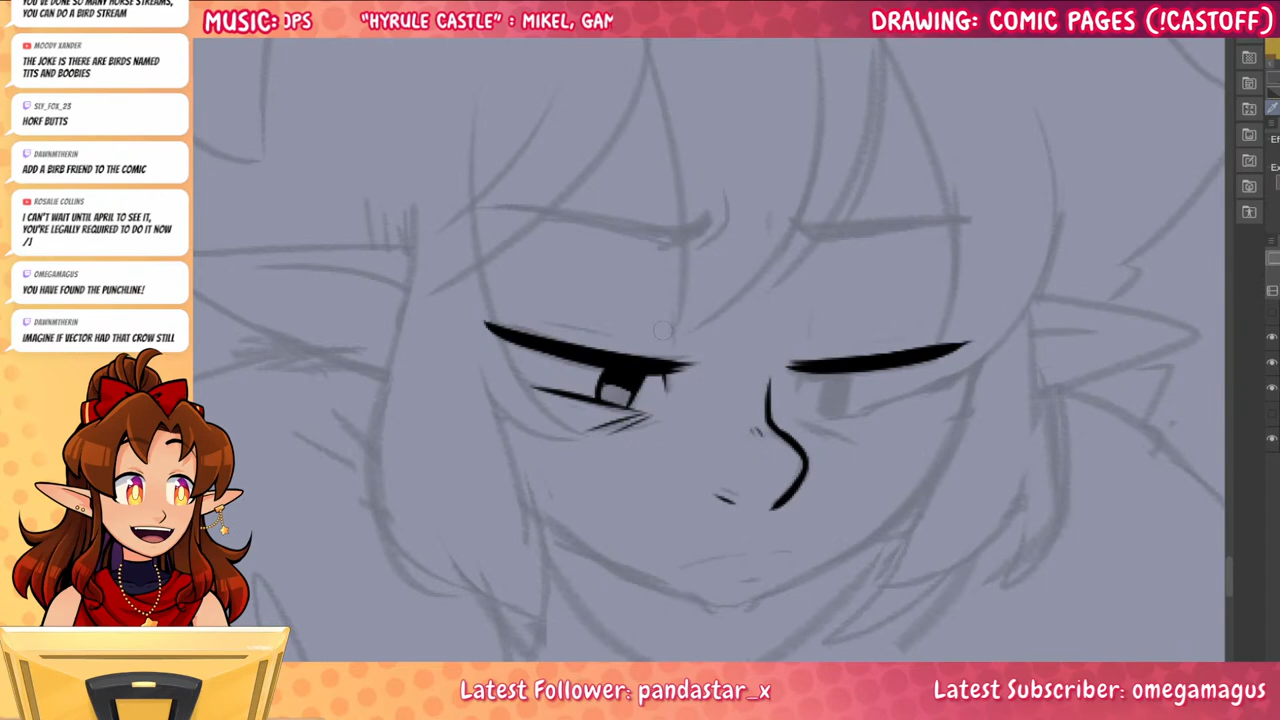 YOU'VE DONE SO MANY HORSE STREAMS,
YOU CAN DO A BIRD STREAM
MOODY XANDER
THE JOKE IS THERE ARE BIRDS NAMED
TITS AND BOOBIES
SLY_FOX_23
HORF BUTTS
DAWNMTHERIN
ADD A BIRB FRIEND TO THE COMIC
ROSALIE COLLINS
I CAN'T WAIT UNTIL APRIL TO SEE IT,
YOU'RE LEGALLY REQUIRED TO DO IT NOW
/J
OMEGAMAGUS
YOU HAVE FOUND THE PUNCHLINE!
DAWNMTHERIN
IMAGINE IF VECTOR HAD THAT CROW STILL
MUSIC: OPS "HYRULE CASTLE" : MIKEL, GAM
DRAWING: COMIC PAGES (!CASTOFF)
Latest Follower: pandastar_x
Latest Subscriber: omegamagus